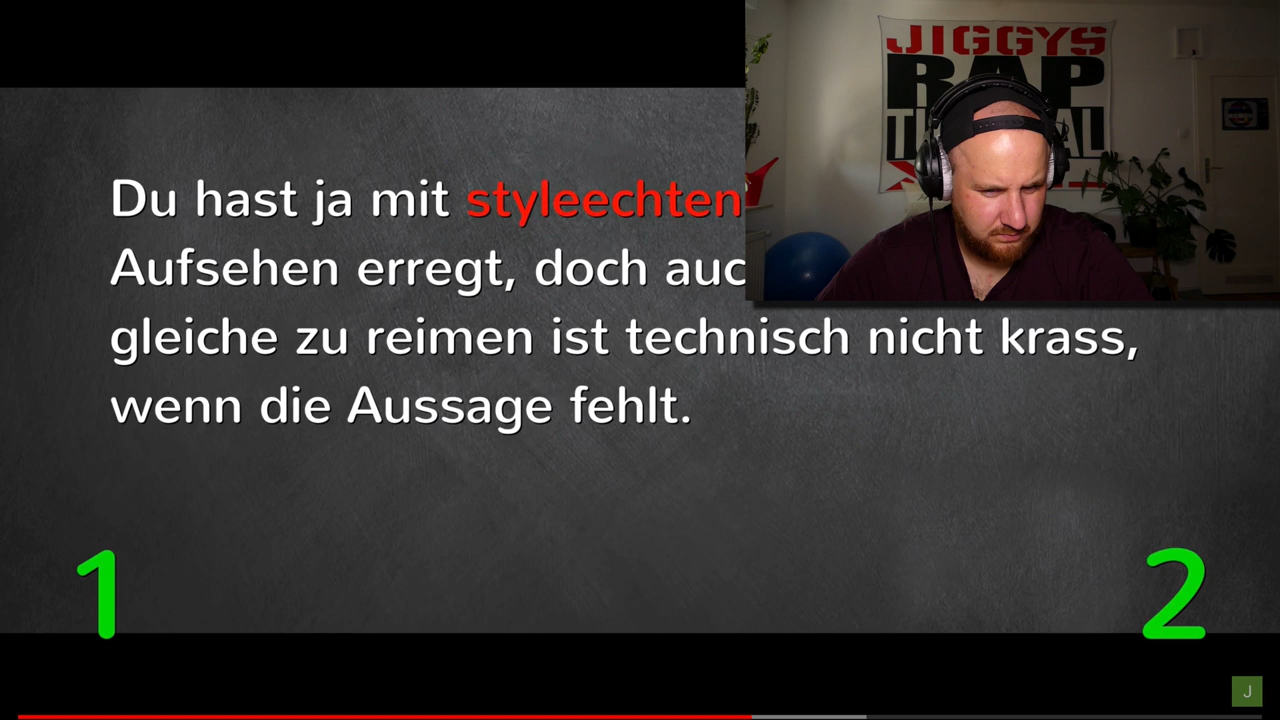 JIGGYS
RAP
Du hast ja mit styleechten
Aufsehen erregt, doch auc
gleiche zu reimen ist technisch nicht krass,
wenn die Aussage fehlt.
1
2
J